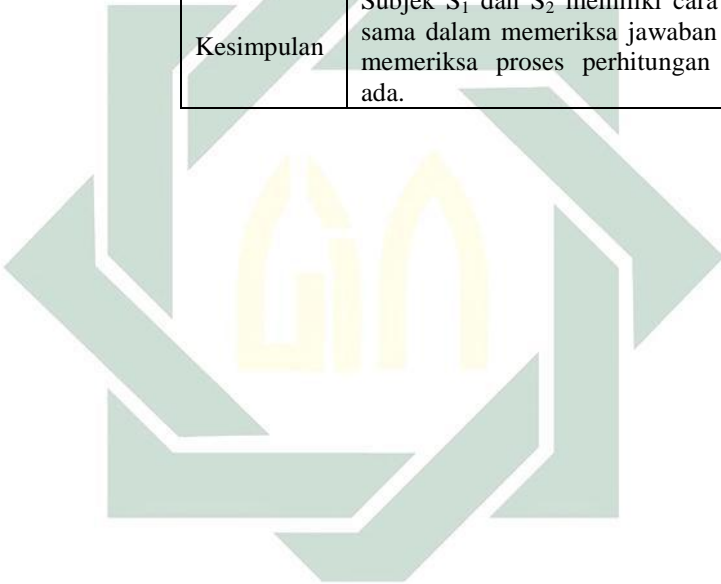 Kesimpulan
Subjek S₁ dan S₂ memiliki cara
sama dalam memeriksa jawaban
memeriksa proses perhitungan
ada.